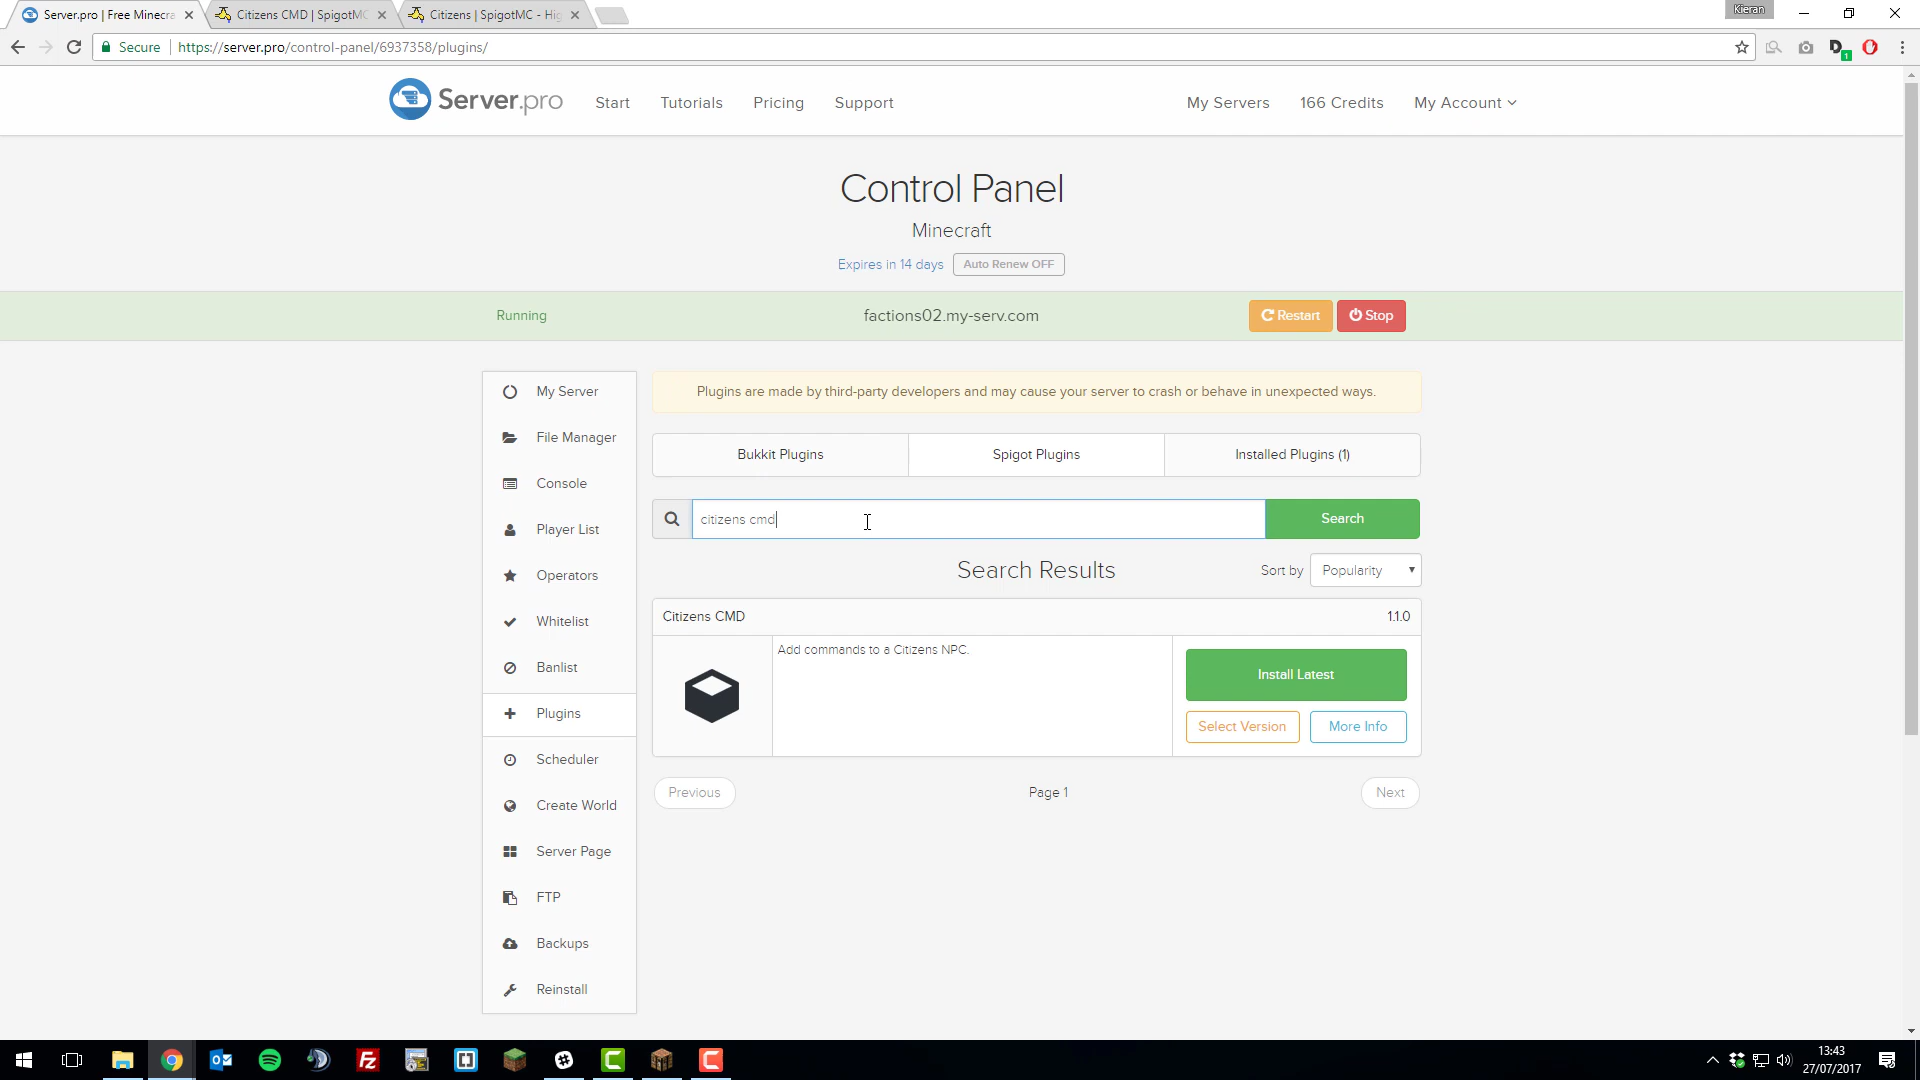 Server.pro | Free Minecra
Citizens CMD | SpigotMC
Citizens | SpigotMC - Hig
Kieran
Secure
https://server.pro/control-panel/6937358/plugins/
D
1
Server.pro
Start
Tutorials
Pricing
Support
My Servers
166 Credits
My Account
Control Panel
Minecraft
Expires in 14 days
Auto Renew OFF
Running
factions02.my-serv.com
Restart
Stop
My Server
File Manager
Console
Player List
Operators
Whitelist
Banlist
Plugins
Scheduler
Create World
Server Page
FTP
Backups
Reinstall
Plugins are made by third-party developers and may cause your server to crash or behave in unexpected ways.
Bukkit Plugins
Spigot Plugins
Installed Plugins (1)
citizens cmd
Search
Search Results
Sort by
Popularity
Citizens CMD
1.1.0
Add commands to a Citizens NPC.
Install Latest
Select Version
More Info
Previous
Page 1
Next
13:43
27/07/2017